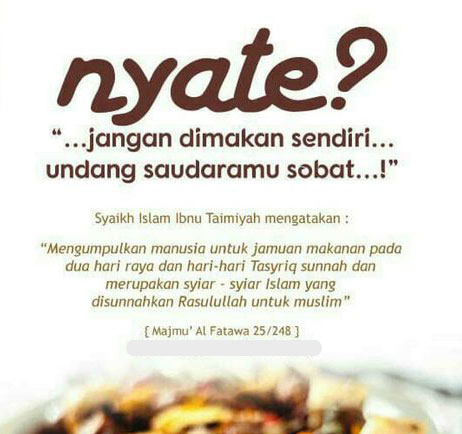 nyate?
“...jangan dimakan sendiri...
undang saudaramu sobat...!”
Syaikh Islam Ibnu Taimiyah mengatakan :
“Mengumpulkan manusia untuk jamuan makanan pada
dua hari raya dan hari-hari Tasyriq sunnah dan
merupakan syiar - syiar Islam yang
disunnahkan Rasulullah untuk muslim”
[ Majmu’ Al Fatawa 25/248 ]